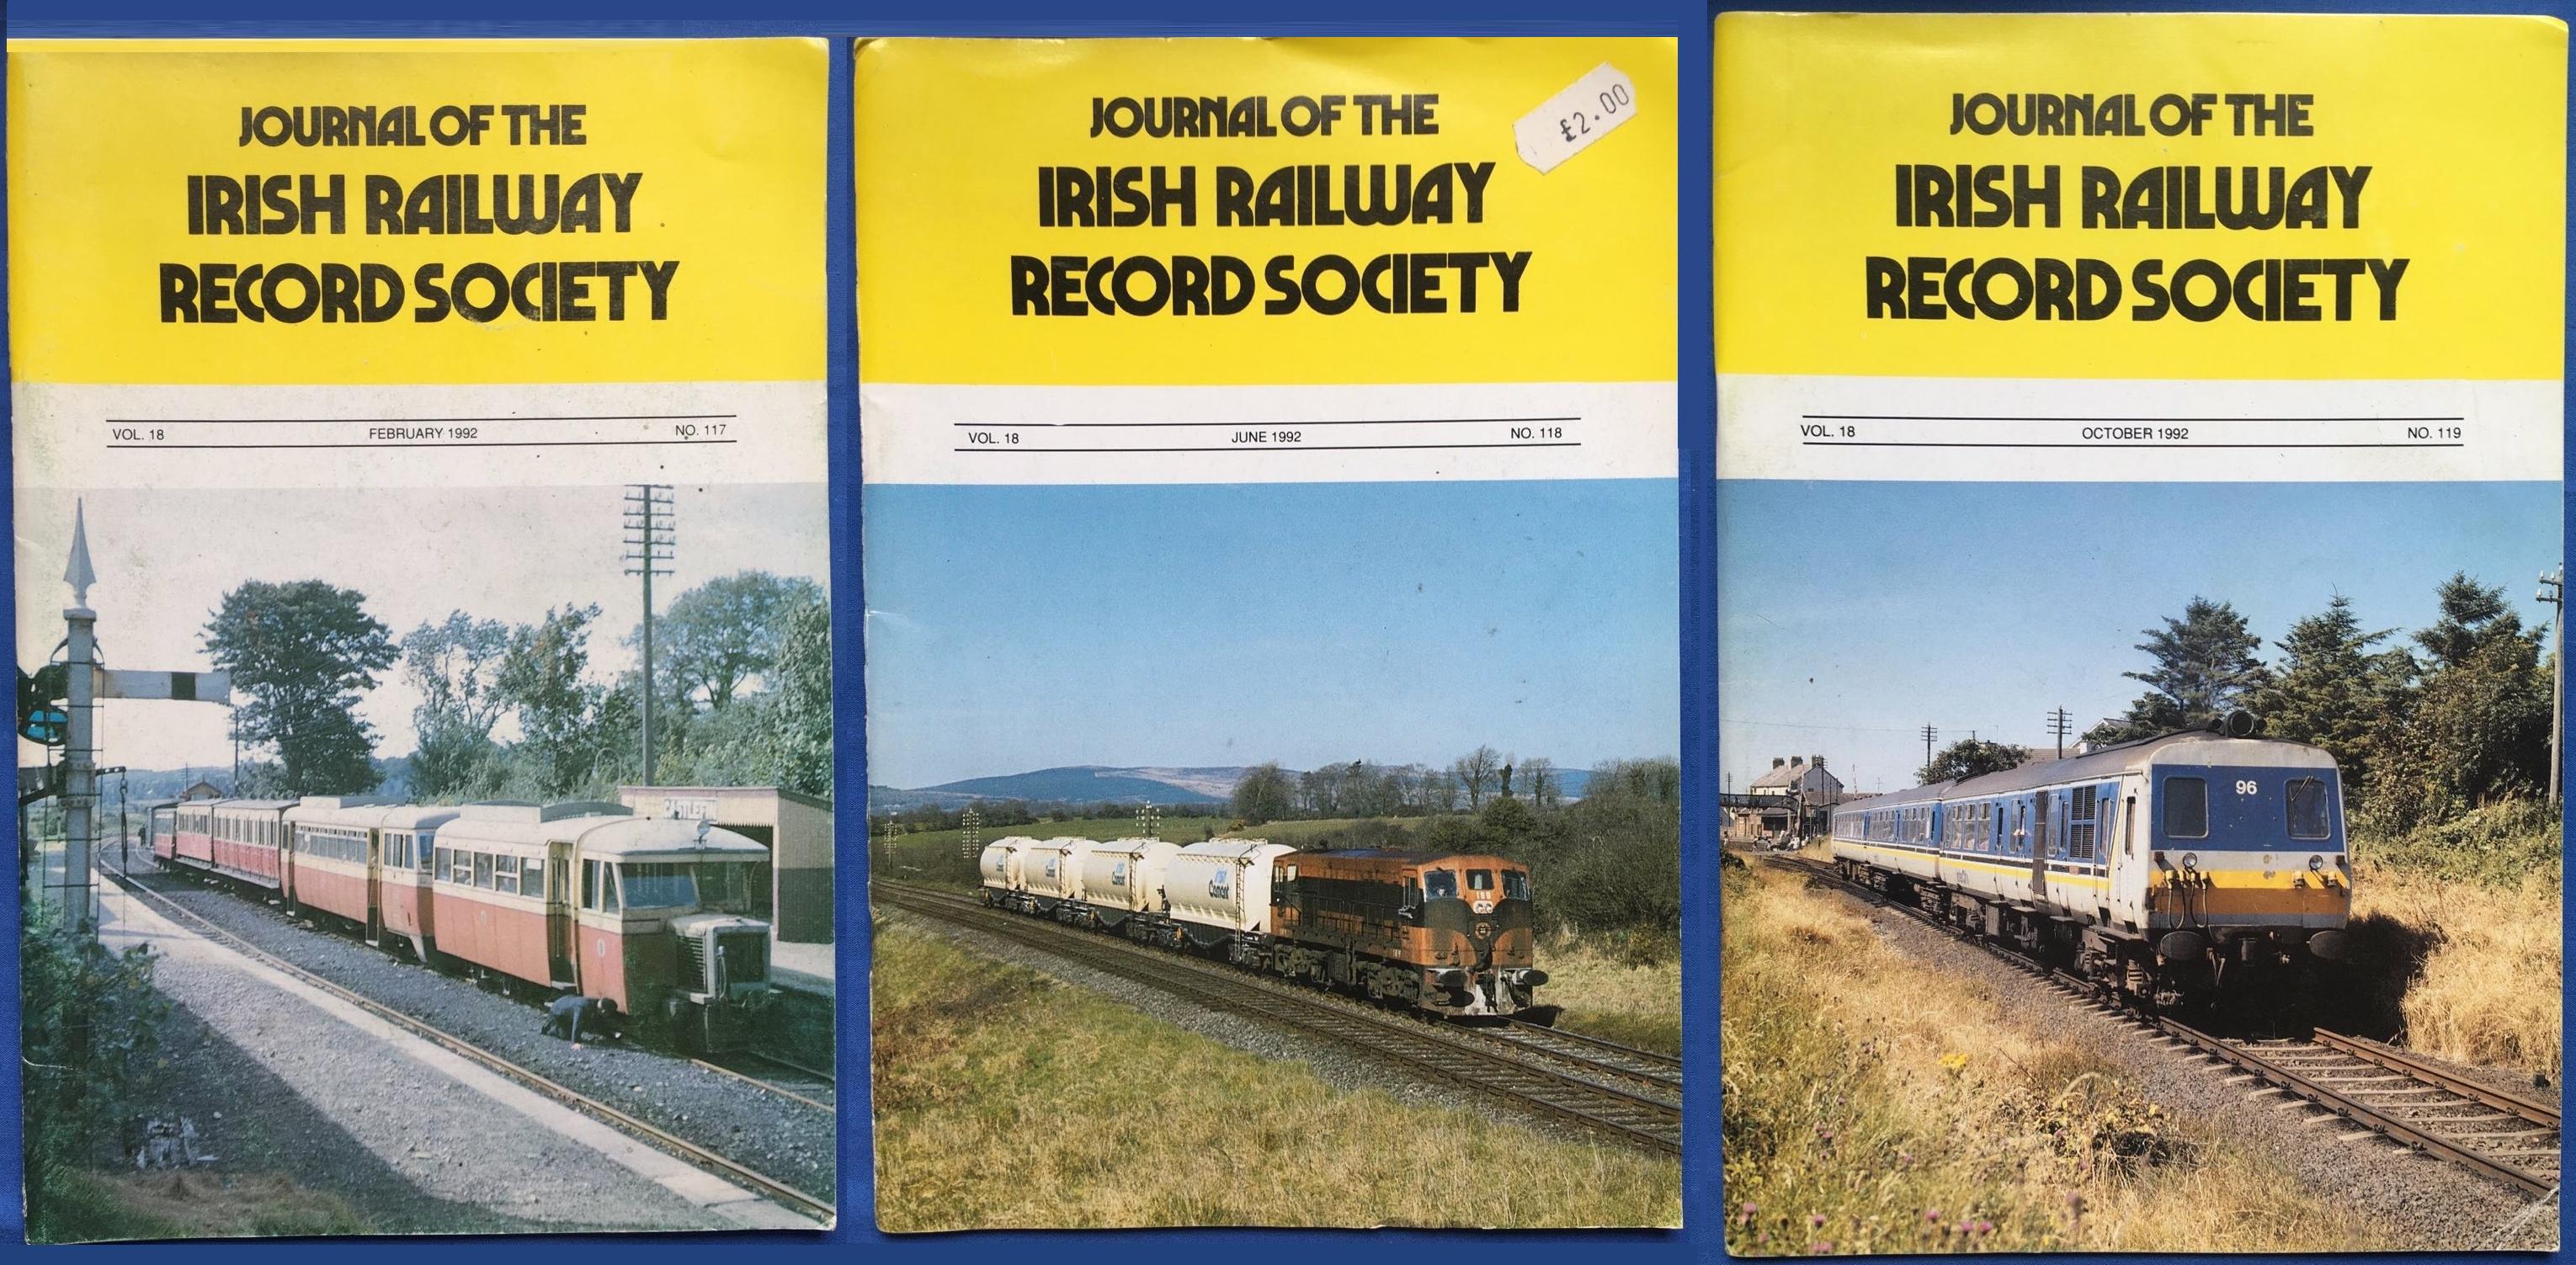 JOURNAL OF THE
IRISH RAILWAY
RECORD SOCIETY
VOL. 18 FEBRUARY 1992 NO. 117
JOURNAL OF THE
IRISH RAILWAY
RECORD SOCIETY
£2.00
VOL. 18 JUNE 1992 NO. 118
Cement
JOURNAL OF THE
IRISH RAILWAY
RECORD SOCIETY
VOL. 18 OCTOBER 1992 NO. 119
96